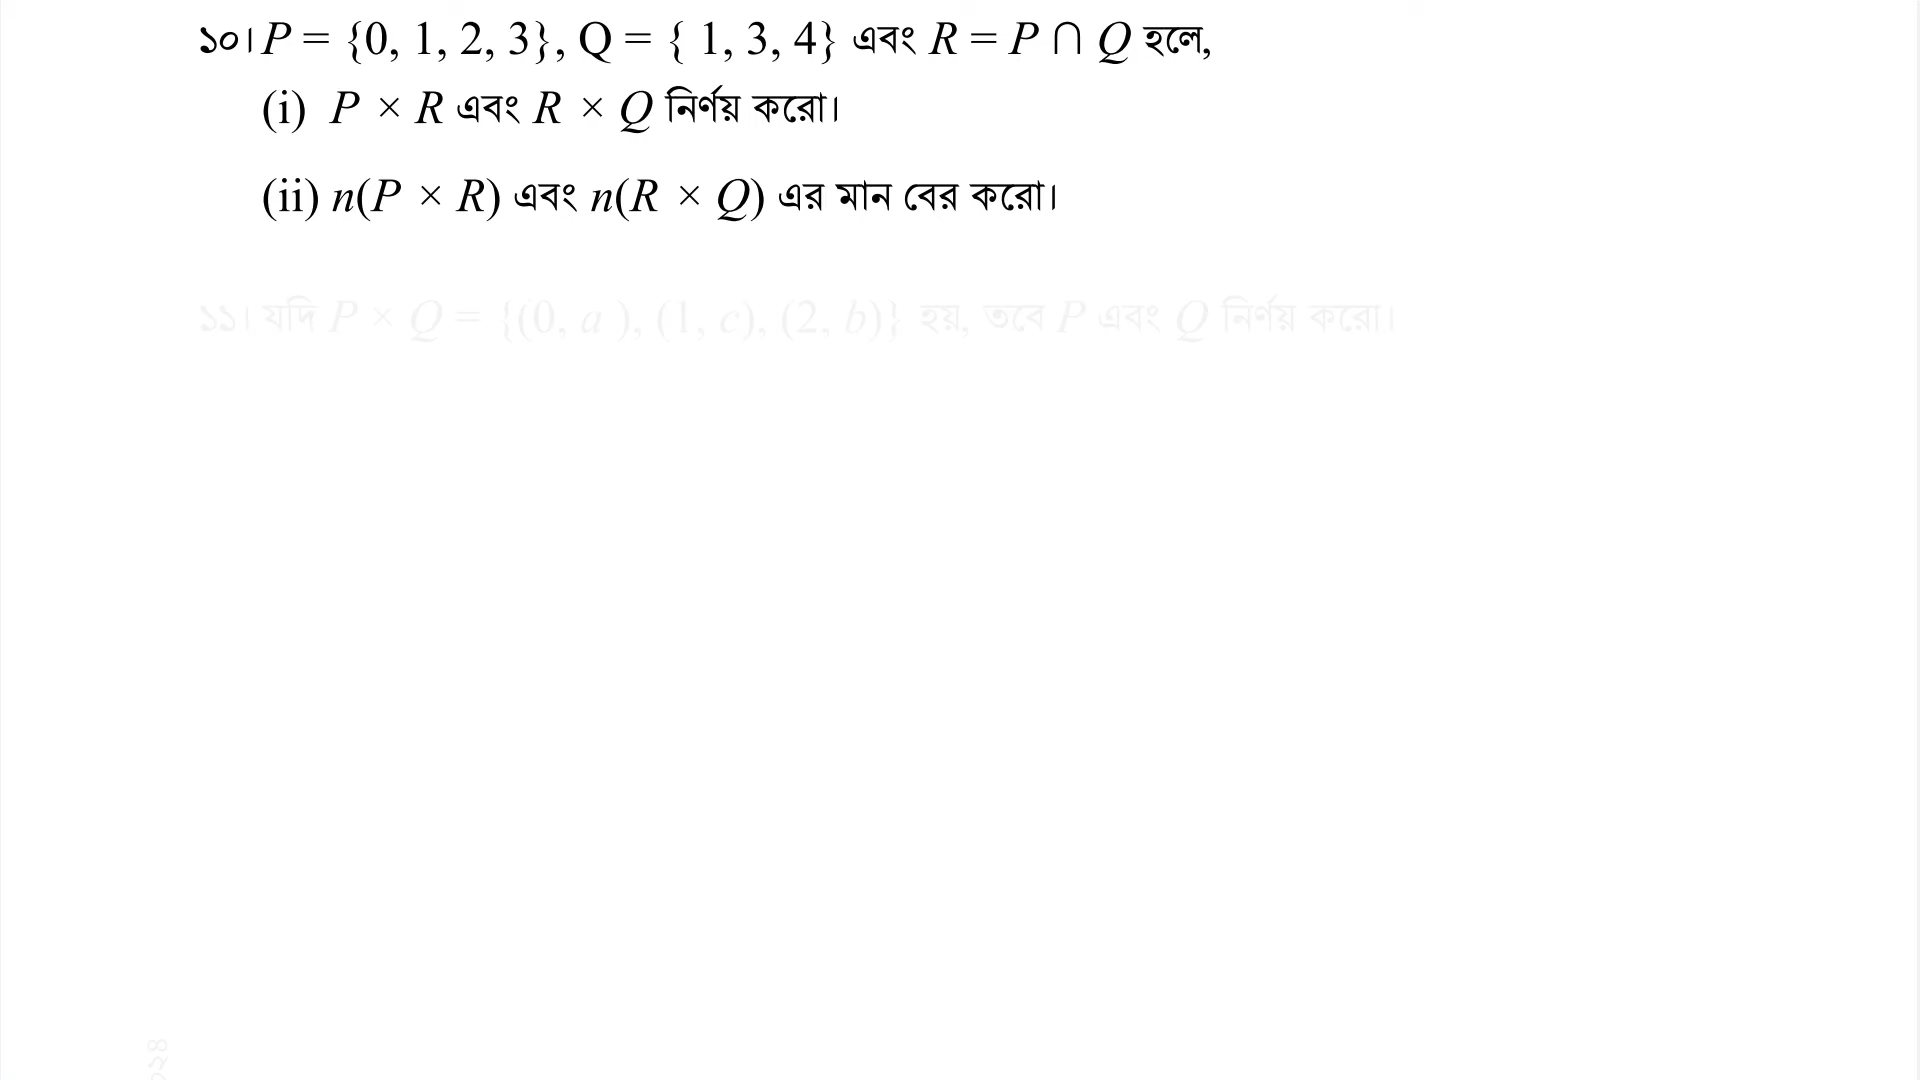 ১০। P = {0, 1, 2, 3}, Q = { 1, 3, 4} এবং R = P ∩ Q হলে,
(i) P × R এবং R × Q নির্ণয় করো।
(ii) n(P × R) এবং n(R × Q) এর মান বের করো।
১১। যদি P × Q = {(0, a ), (1, c), (2, b)} হয়, তবে P এবং Q নির্ণয় করো।